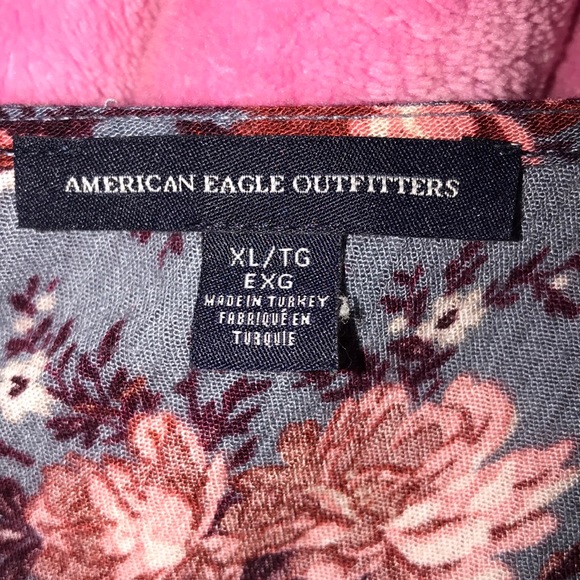 AMERICAN EAGLE OUTFITTERS
XL/TG
EXG
MADE IN TURKEY
FABRIQUÉ EN
TURQUIE